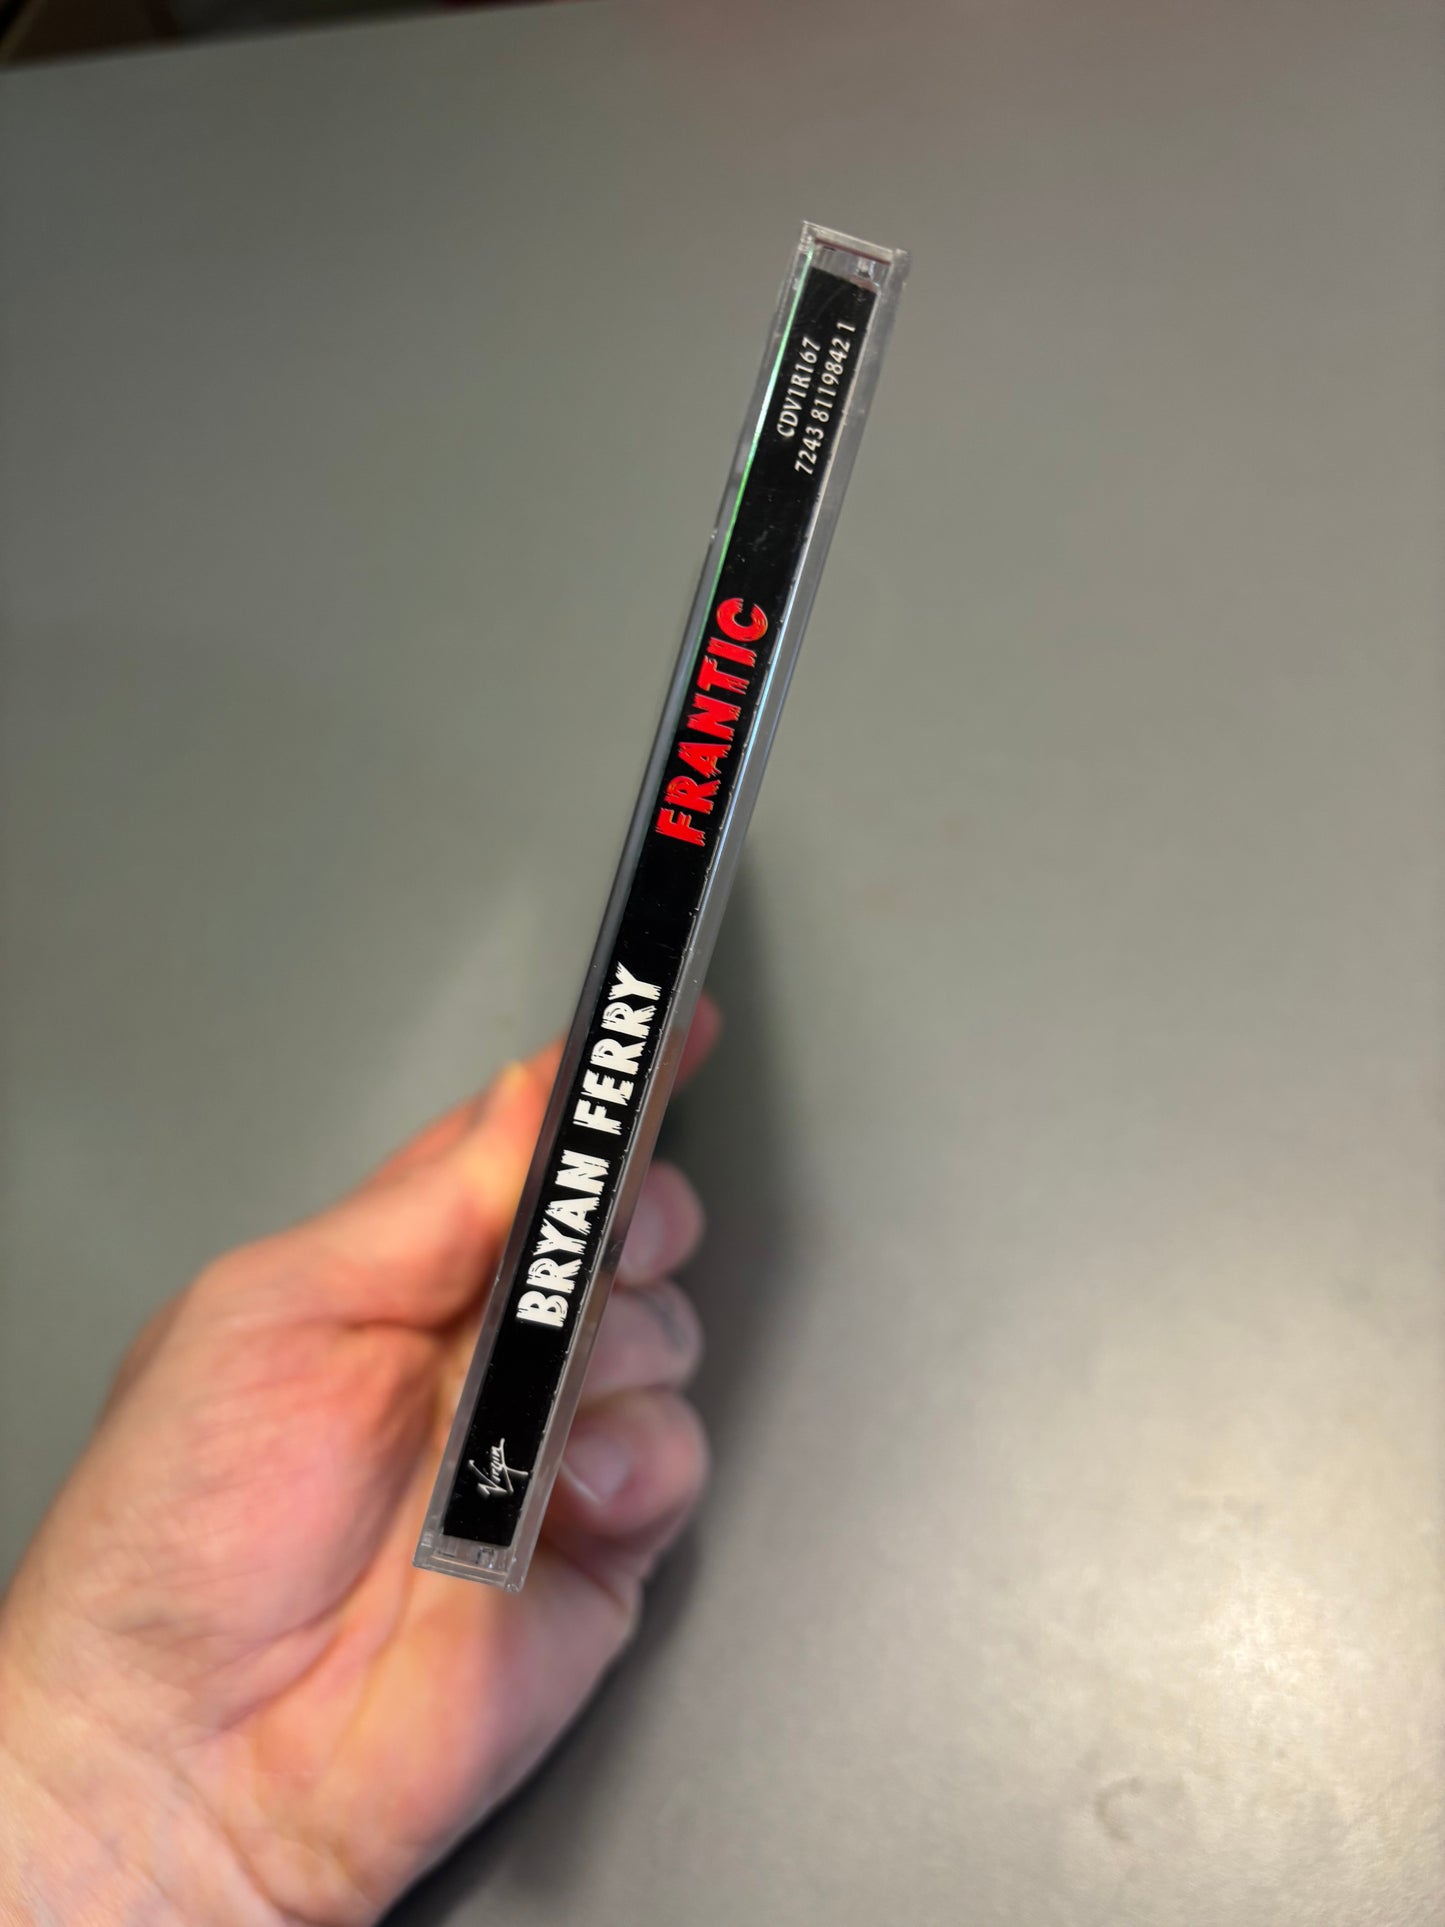 Virgin
BRYAN FERRY
FRANTIC
CDVIR167
7243 8119842 1